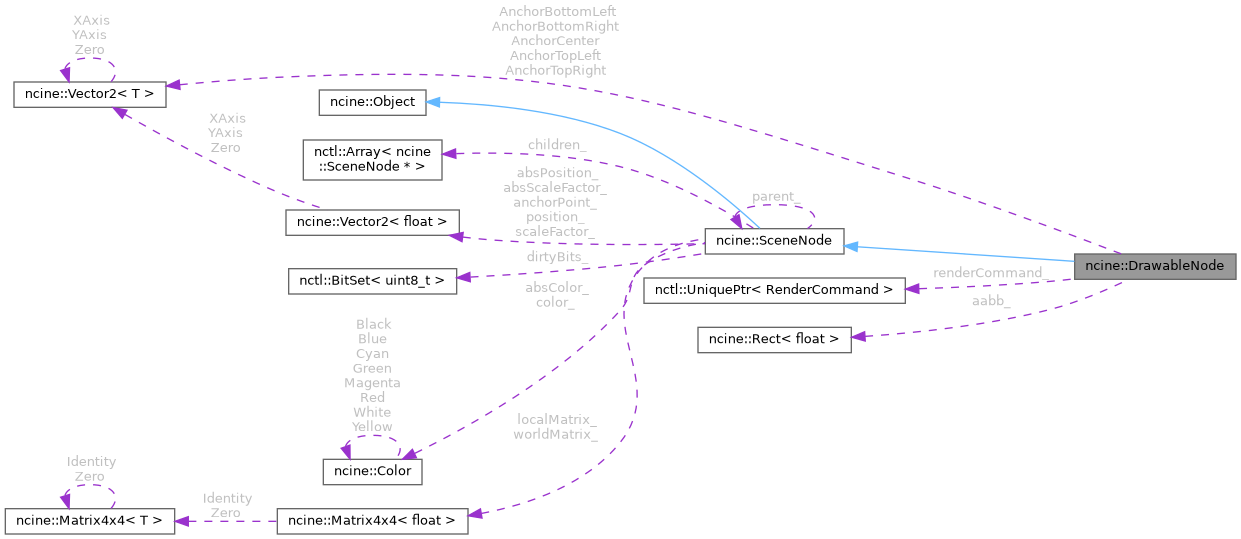 XAxis
YAxis
Zero
ncine::Vector2< T >
AnchorBottomLeft
AnchorBottomRight
AnchorCenter
AnchorTopLeft
AnchorTopRight
ncine::Object
XAxis
YAxis
Zero
nctl::Array< ncine
::SceneNode * >
children_
absPosition_
absScaleFactor_
anchorPoint_
position_
scaleFactor_
ncine::Vector2< float >
parent_
ncine::SceneNode
dirtyBits_
nctl::BitSet< uint8_t >
absColor_
color_
ncine::DrawableNode
renderCommand_
nctl::UniquePtr< RenderCommand >
aabb_
ncine::Rect< float >
Black
Blue
Cyan
Green
Magenta
Red
White
Yellow
ncine::Color
localMatrix_
worldMatrix_
Identity
Zero
ncine::Matrix4x4< T >
Identity
Zero
ncine::Matrix4x4< float >